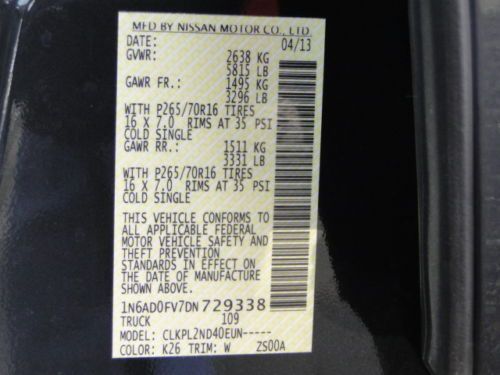 MFD BY NISSAN MOTOR CO., LTD.
DATE: 04/13
GVWR: 2638 KG
5815 LB
GAWR FR.: 1495 KG
3296 LB
WITH P265/70R16 TIRES
16 X 7.0 RIMS AT 35 PSI
COLD SINGLE
GAWR RR.: 1511 KG
3331 LB
WITH P265/70R16 TIRES
16 X 7.0 RIMS AT 35 PSI
COLD SINGLE
THIS VEHICLE CONFORMS TO
ALL APPLICABLE FEDERAL
MOTOR VEHICLE SAFETY AND
THEFT PREVENTION
STANDARDS IN EFFECT ON
THE DATE OF MANUFACTURE
SHOWN ABOVE.
1N6AD0FV7DN729338
TRUCK 109
MODEL: CLKPL2ND40EUN-----
COLOR: K26 TRIM: W ZS00A